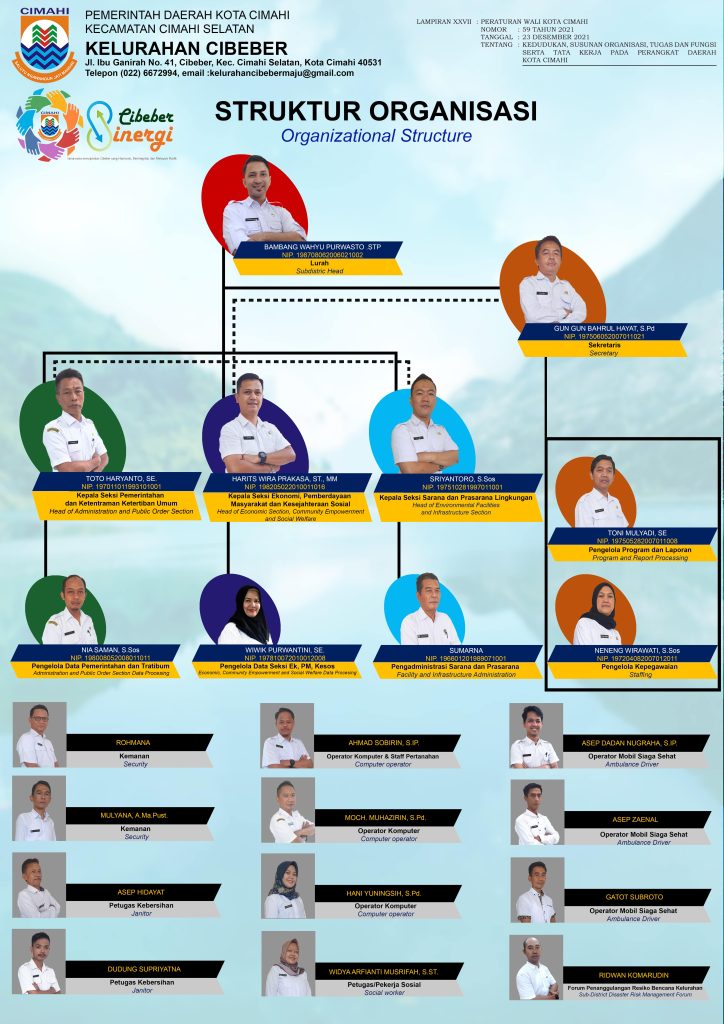 CIMAHI
PEMERINTAH DAERAH KOTA CIMAHI
KECAMATAN CIMAHI SELATAN
KELURAHAN CIBEBER
Jl. Ibu Ganirah No. 41, Cibeber, Kec. Cimahi Selatan, Kota Cimahi 40531
Telepon (022) 6672994, email :kelurahancibebermaju@gmail.com
LAMPIRAN XXVII : PERATURAN WALI KOTA CIMAHI
NOMOR : 59 TAHUN 2021
TANGGAL : 23 DESEMBER 2021
TENTANG : KEDUDUKAN, SUSUNAN ORGANISASI, TUGAS DAN FUNGSI
SERTA TATA KERJA PADA PERANGKAT DAERAH
KOTA CIMAHI
CIMAHI
Cibeber
Sinergi
STRUKTUR ORGANISASI
Organizational Structure
BAMBANG WAHYU PURWASTO .STP
NIP. 198708062006021002
Lurah
Subdistric Head
GUN GUN BAHRUL HAYAT, S.Pd
NIP. 197506052007011021
Sekretaris
Secretary
TOTO HARYANTO, SE.
NIP. 197011011993101001
Kepala Seksi Pemerintahan
dan Ketentraman Ketertiban Umum
Head of Administration and Public Order Section
HARITS WIRA PRAKASA, ST., MM
NIP. 198205022010011016
Kepala Seksi Ekonomi, Pemberdayaan
Masyarakat dan Kesejahteraan Sosial
Head of Economic Section, Community Empowerment
and Social Welfare
SRIYANTORO, S.Sos
NIP. 197510281997011001
Kepala Seksi Sarana dan Prasarana Lingkungan
Head of Environmental Facilities
and Infrastructure Section
TONI MULYADI, SE
NIP. 197505282007011008
Pengelola Program dan Laporan
Program and Report Processing
NIA SAMAN, S.Sos
NIP. 198008052008011011
Pengelola Data Pemerintahan dan Tratibum
Administration and Public Order Section Data Procesing
WIWIK PURWANTINI, SE.
NIP. 197810072010012008
Pengelola Data Seksi Ek, PM, Kesos
Economic, Community Empowerment and Social Welfare Data Processing
SUMARNA
NIP. 196601201989071001
Pengadministrasi Sarana dan Prasarana
Facility and Infrastructure Administration
NENENG WIRAWATI, S.Sos
NIP. 197204082007012011
Pengelola Kepegawaian
Staffing
ROHMANA
Kemanan
Security
AHMAD SOBIRIN, S.IP.
Operator Komputer & Staff Pertanahan
Computer operator
ASEP DADAN NUGRAHA, S.IP.
Operator Mobil Siaga Sehat
Ambulance Driver
MULYANA, A.Ma.Pust.
Kemanan
Security
MOCH. MUHAZIRIN, S.Pd.
Operator Komputer
Computer operator
ASEP ZAENAL
Operator Mobil Siaga Sehat
Ambulance Driver
ASEP HIDAYAT
Petugas Kebersihan
Janitor
HANI YUNINGSIH, S.Pd.
Operator Komputer
Computer operator
GATOT SUBROTO
Operator Mobil Siaga Sehat
Ambulance Driver
DUDUNG SUPRIYATNA
Petugas Kebersihan
Janitor
WIDYA ARFIANTI MUSRIFAH, S.ST.
Petugas/Pekerja Sosial
Social worker
RIDWAN KOMARUDIN
Forum Penanggulangan Resiko Bencana Kelurahan
Sub-District Disaster Risk Management Forum